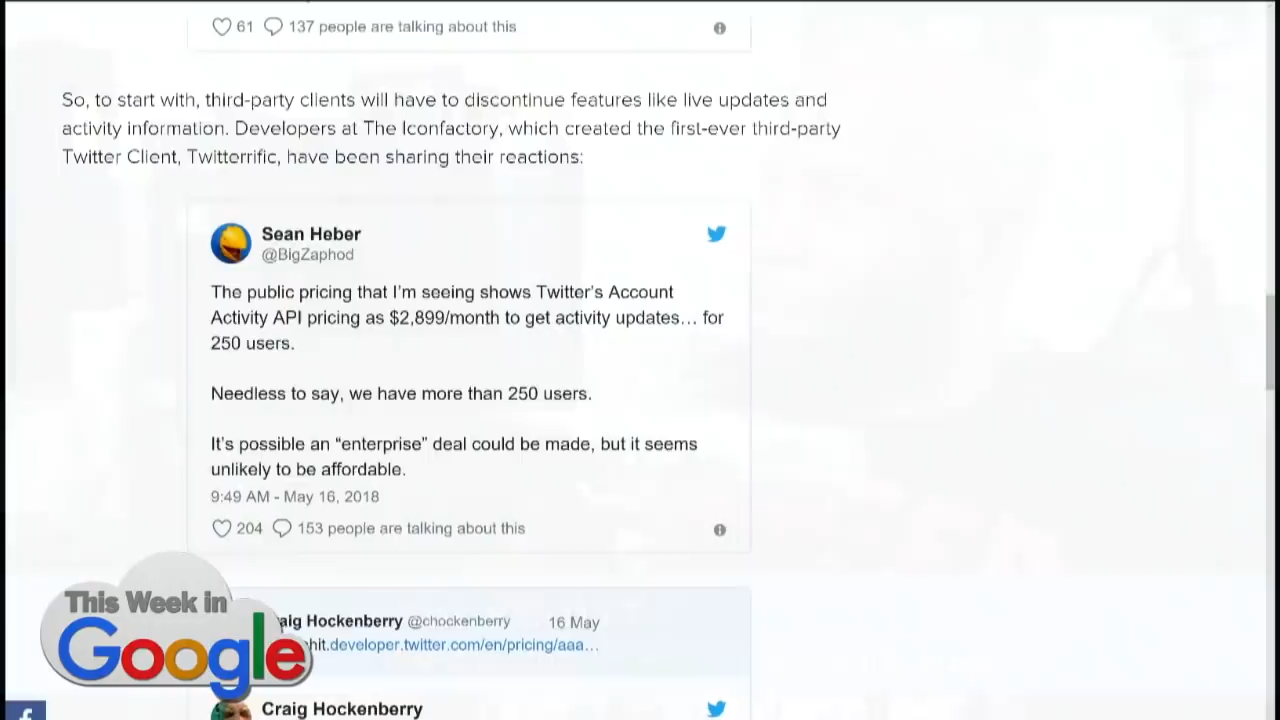 61 137 people are talking about this
So, to start with, third-party clients will have to discontinue features like live updates and
activity information. Developers at The Iconfactory, which created the first-ever third-party
Twitter Client, Twitterrific, have been sharing their reactions:
Sean Heber
@BigZaphod
The public pricing that I'm seeing shows Twitter's Account
Activity API pricing as $2,899/month to get activity updates… for
250 users.
Needless to say, we have more than 250 users.
It's possible an “enterprise” deal could be made, but it seems
unlikely to be affordable.
9:49 AM - May 16, 2018
204 153 people are talking about this
This Week in
Google
aig Hockenberry @chockenberry 16 May
hit.developer.twitter.com/en/pricing/aaa…
Craig Hockenberry